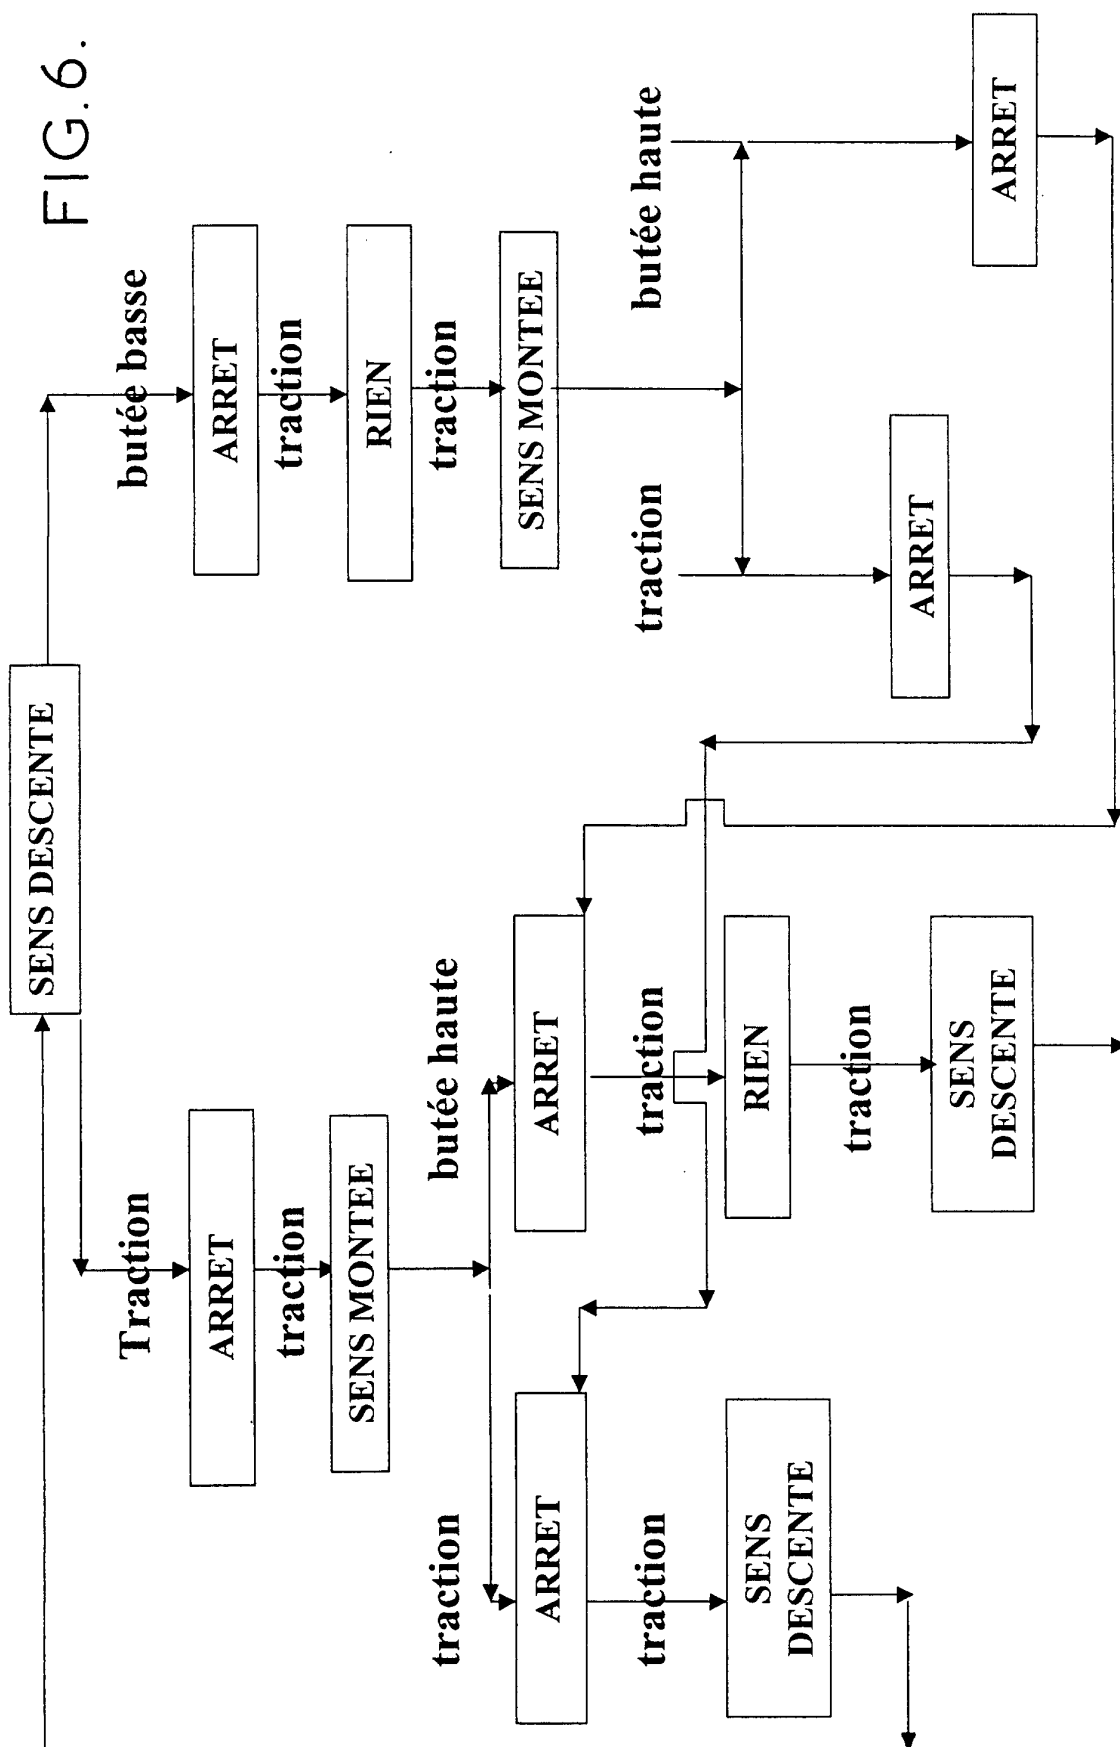 FIG.6.
SENS DESCENTE
Traction
butée basse
ARRET
ARRET
traction
traction
SENS MONTEE
RIEN
traction
butée haute
traction
ARRET
ARRET
SENS MONTEE
traction
traction
traction
butée haute
SENS
DESCENTE
RIEN
traction
ARRET
SENS
DESCENTE
ARRET